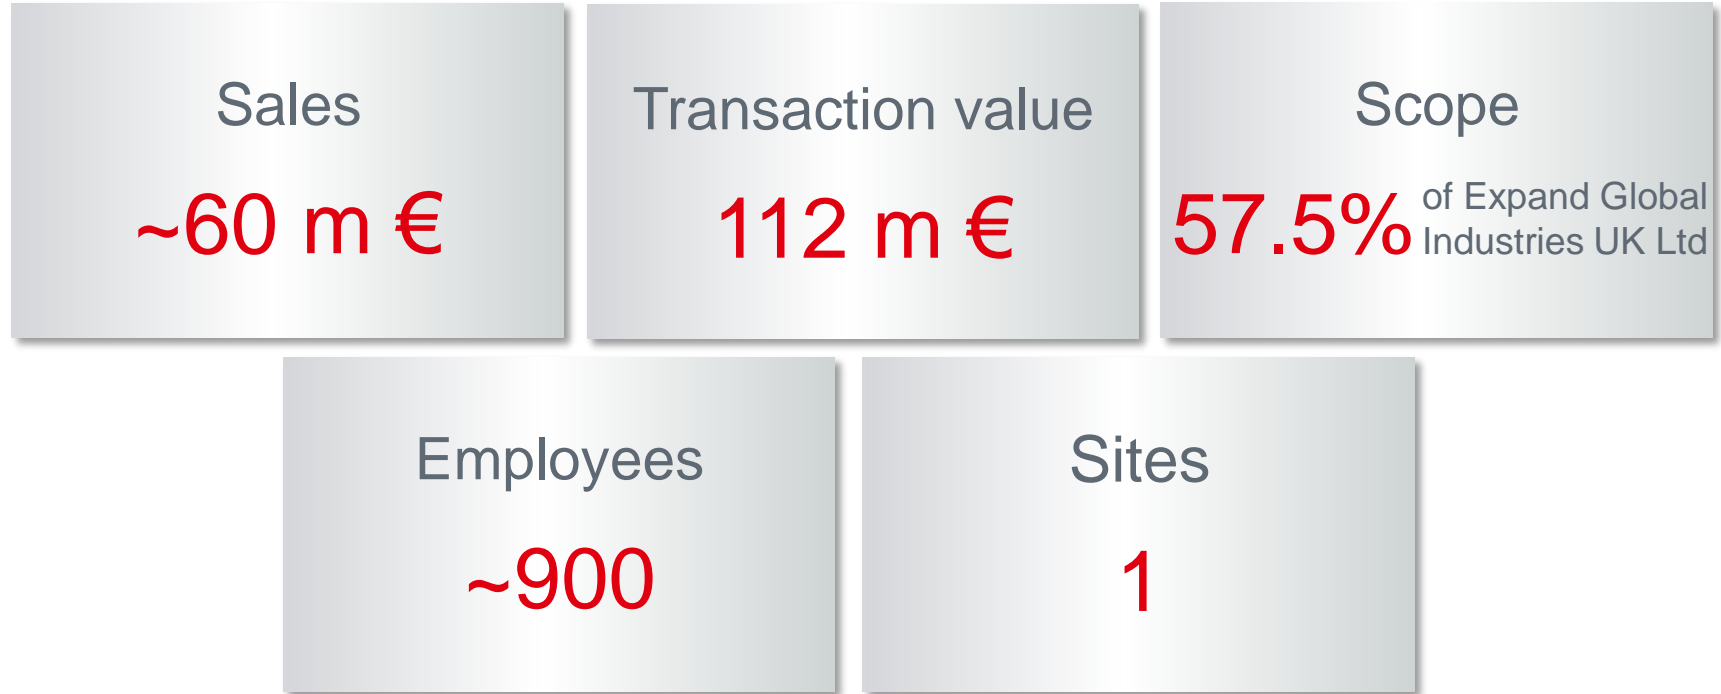 Sales
~60 m €
Transaction value
112 m €
Scope
57.5% of Expand Global
Industries UK Ltd
Employees
~900
Sites
1